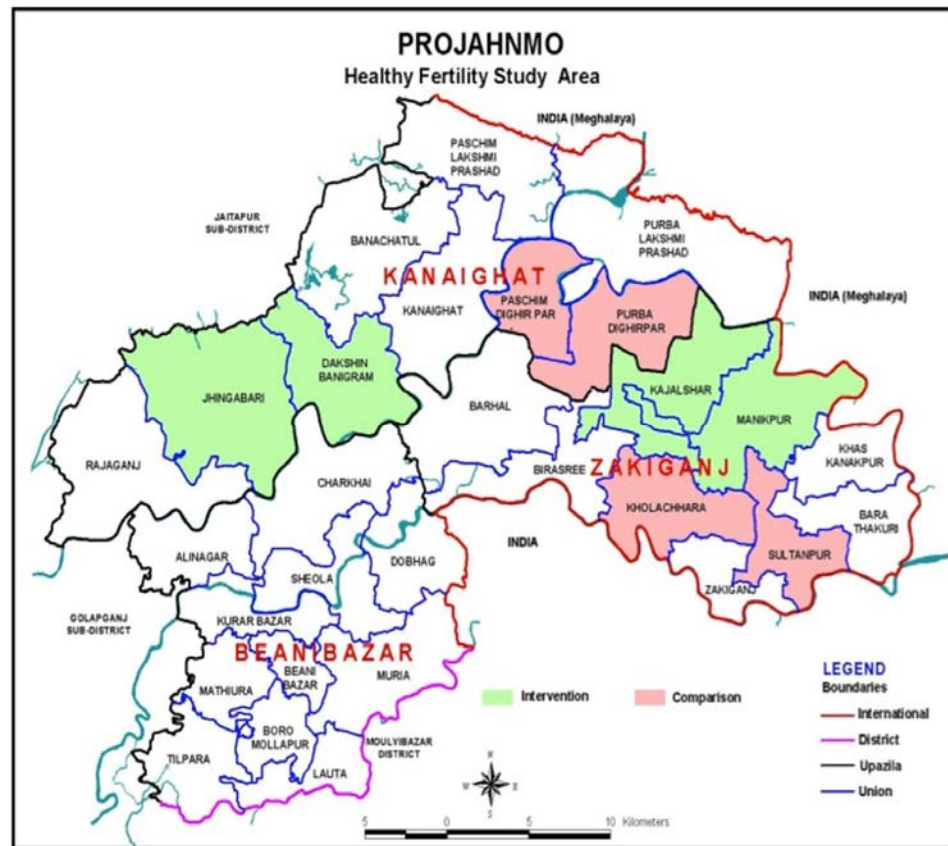 PROJAHNMO
Healthy Fertility Study Area
INDIA (Meghalaya)
PASCHIM
LAKSHMI
PRASHAD
JAITAPUR
SUB-DISTRICT
BANACHATUL
PURBA
LAKSHMI
PRASHAD
KANAIGHAT
INDIA (Meghalaya)
KANAIGHAT
PASCHIM
DIGHIR PAR
PURBA
DIGHIRPAR
DAKSHIN
BANIGRAM
JHINGABARI
KAJALSHAR
BARHAL
MANIKPUR
RAJAGANJ
CHARKHAI
BIRASREE
ZAKIGANJ
KHAS
KANAKPUR
KHOLACHHARA
BARA
THAKURI
ALINAGAR
DOBHAG
INDIA
SULTANPUR
SHEOLA
ZAKIGANJ
GOLAPGANJ
SUB-DISTRICT
KURAR BAZAR
BEANIBAZAR
MATHIURA
BEANI
BAZAR
MURIA
LEGEND
Boundaries
Intervention
Comparison
International
District
Upazila
Union
BORO
MOLLAPUR
MOULVIBAZAR
DISTRICT
TILPARA
LAUTA
N
W E
S
5 0 5 10 Kilometers